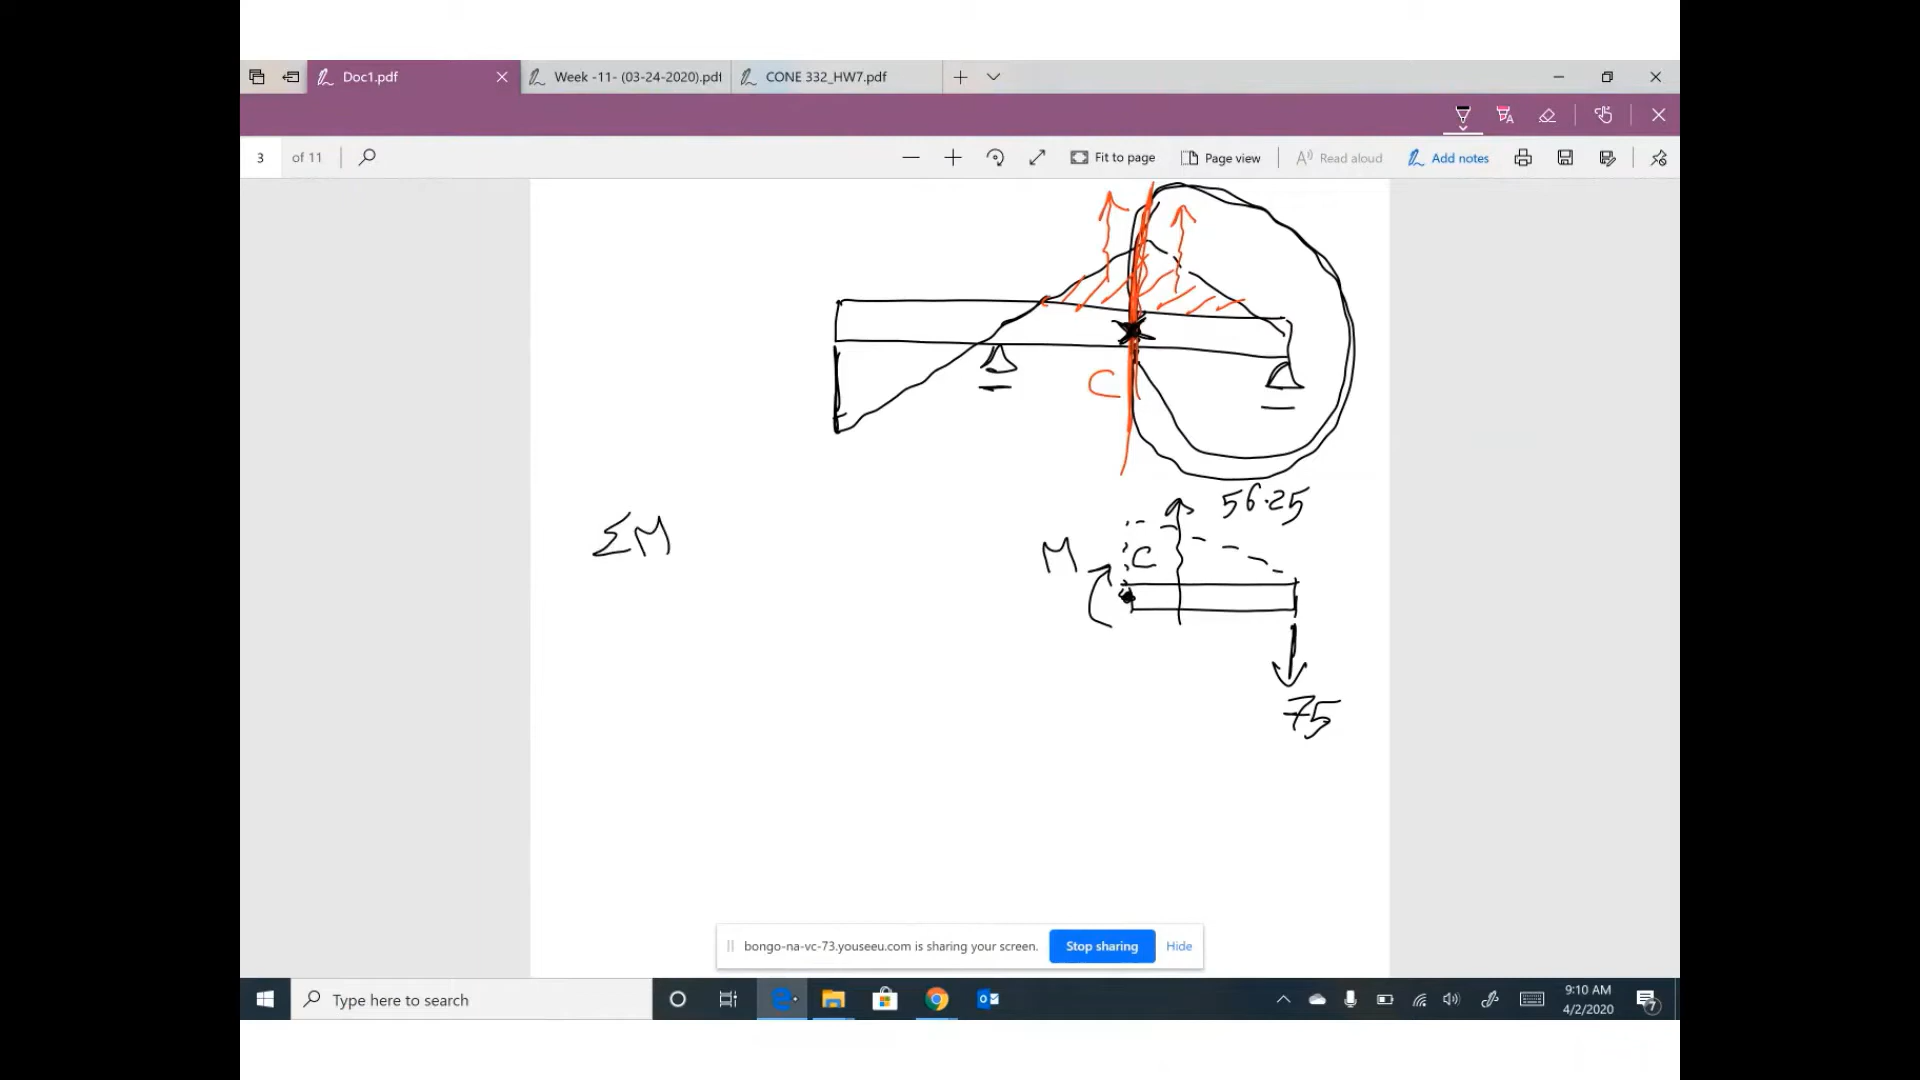 Doc1.pdf
Week -11- (03-24-2020).pdf
CONE 332_HW7.pdf
3 of 11
Fit to page
Page view
Read aloud
Add notes
C
56.25
ΣM
M
C
75
bongo-na-vc-73.youseeu.com is sharing your screen.
Stop sharing
Hide
Type here to search
9:10 AM
4/2/2020
7